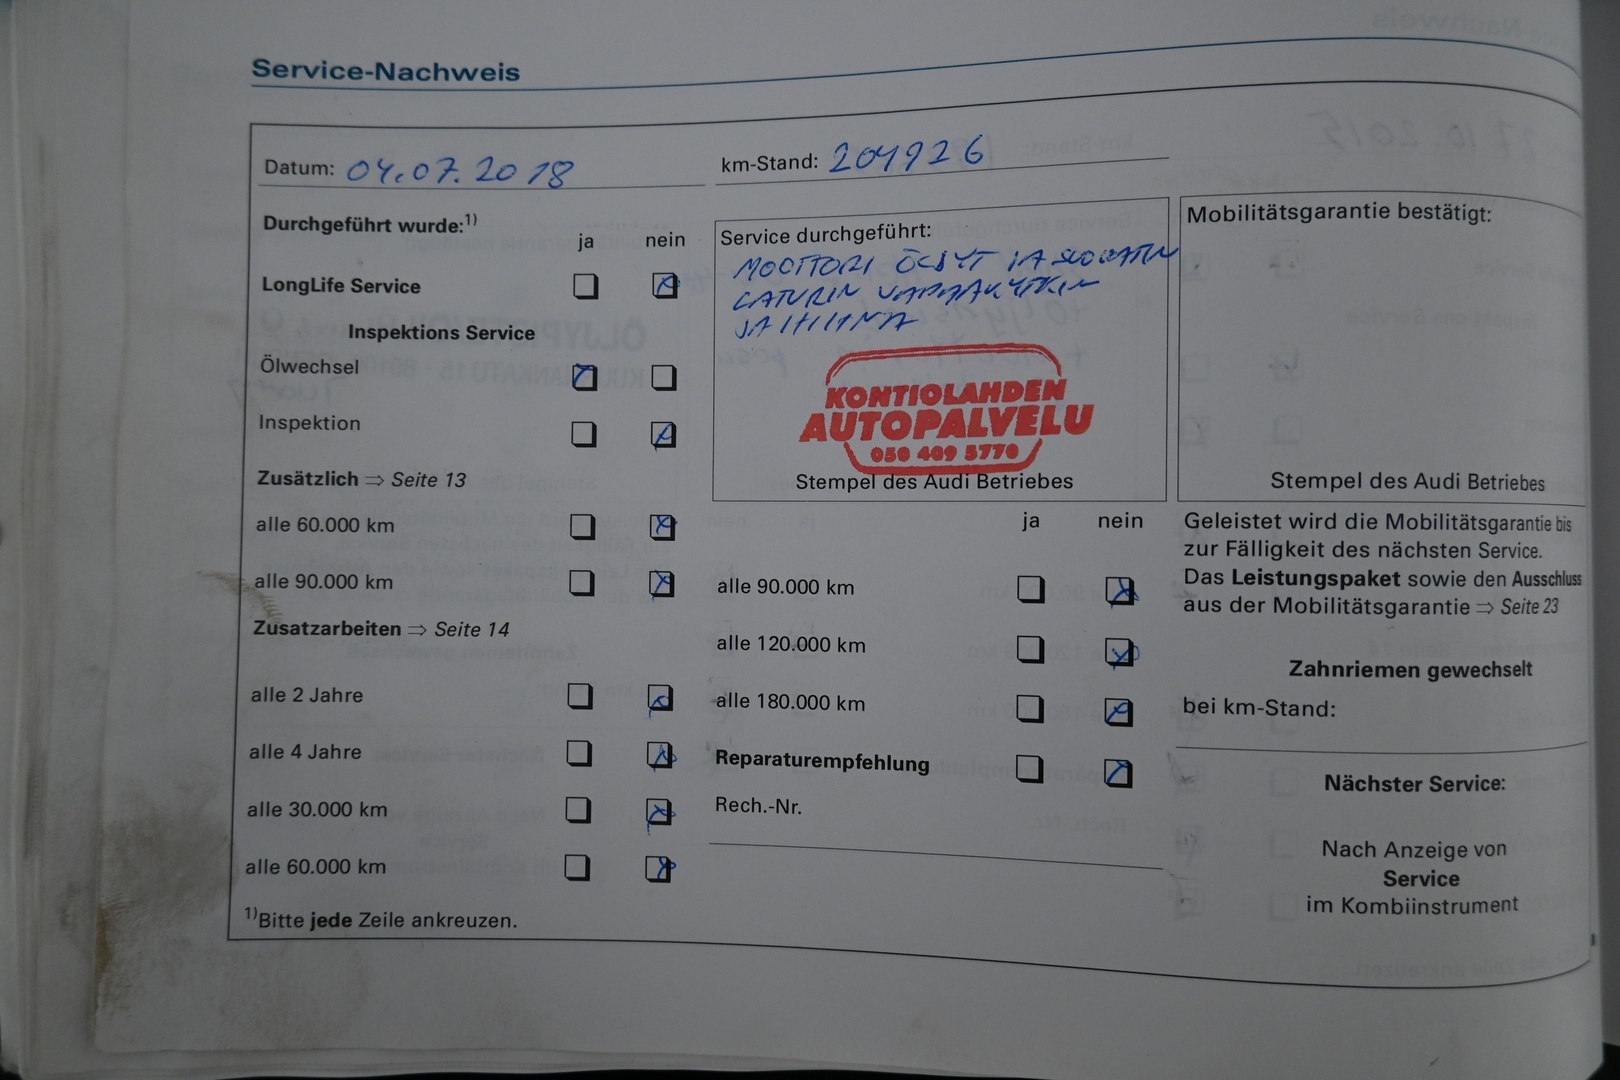 Service-Nachweis
Datum: 04.07.2018
km-Stand: 204926
Durchgeführt wurde:1)
ja nein
LongLife Service
Inspektions Service
Ölwechsel
Inspektion
Zusätzlich ⇒ Seite 13
alle 60.000 km
alle 90.000 km
Zusatzarbeiten ⇒ Seite 14
alle 2 Jahre
alle 4 Jahre
alle 30.000 km
alle 60.000 km
1)Bitte jede Zeile ankreuzen.
Service durchgeführt:
MOOTTORI ÖLJYT JA SUODATIN
KONTIOLAHDEN
AUTOPALVELU
050 409 5770
Stempel des Audi Betriebes
ja nein
alle 90.000 km
alle 120.000 km
alle 180.000 km
Reparaturempfehlung
Rech.-Nr.
Mobilitätsgarantie bestätigt:
Stempel des Audi Betriebes
Geleistet wird die Mobilitätsgarantie bis
zur Fälligkeit des nächsten Service.
Das Leistungspaket sowie den Ausschluss
aus der Mobilitätsgarantie ⇒ Seite 23
Zahnriemen gewechselt
bei km-Stand:
Nächster Service:
Nach Anzeige von
Service
im Kombiinstrument